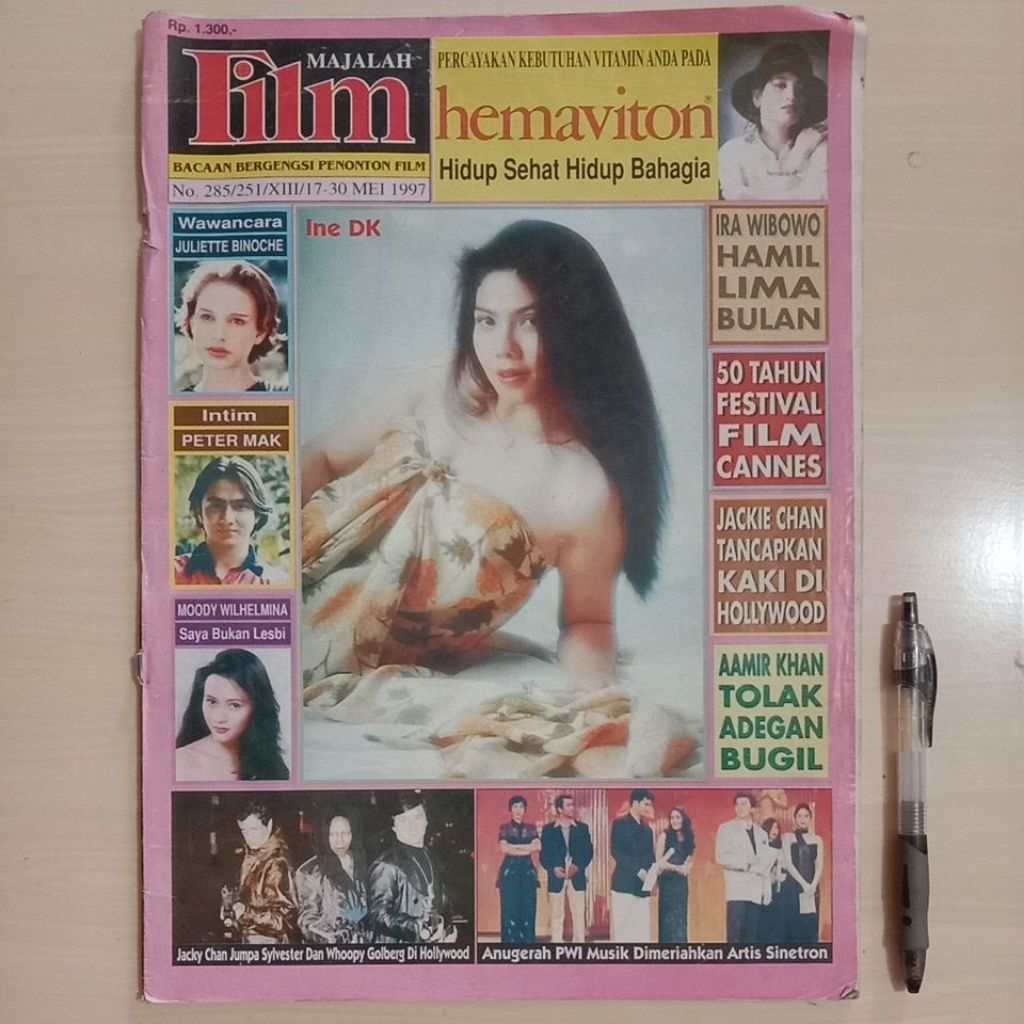 Rp. 1.300,-
MAJALAH
Film
BACAAN BERGENGSI PENONTON FILM
No. 285/251/XIII/17-30 MEI 1997
PERCAYAKAN KEBUTUHAN VITAMIN ANDA PADA
hemaviton®
Hidup Sehat Hidup Bahagia
Wawancara
JULIETTE BINOCHE
Intim
PETER MAK
MOODY WILHELMINA
Saya Bukan Lesbi
Ine DK
IRA WIBOWO
HAMIL
LIMA
BULAN
50 TAHUN
FESTIVAL
FILM
CANNES
JACKIE CHAN
TANCAPKAN
KAKI DI
HOLLYWOOD
AAMIR KHAN
TOLAK
ADEGAN
BUGIL
Jacky Chan Jumpa Sylvester Dan Whoopy Golberg Di Hollywood
Anugerah PWI Musik Dimeriahkan Artis Sinetron